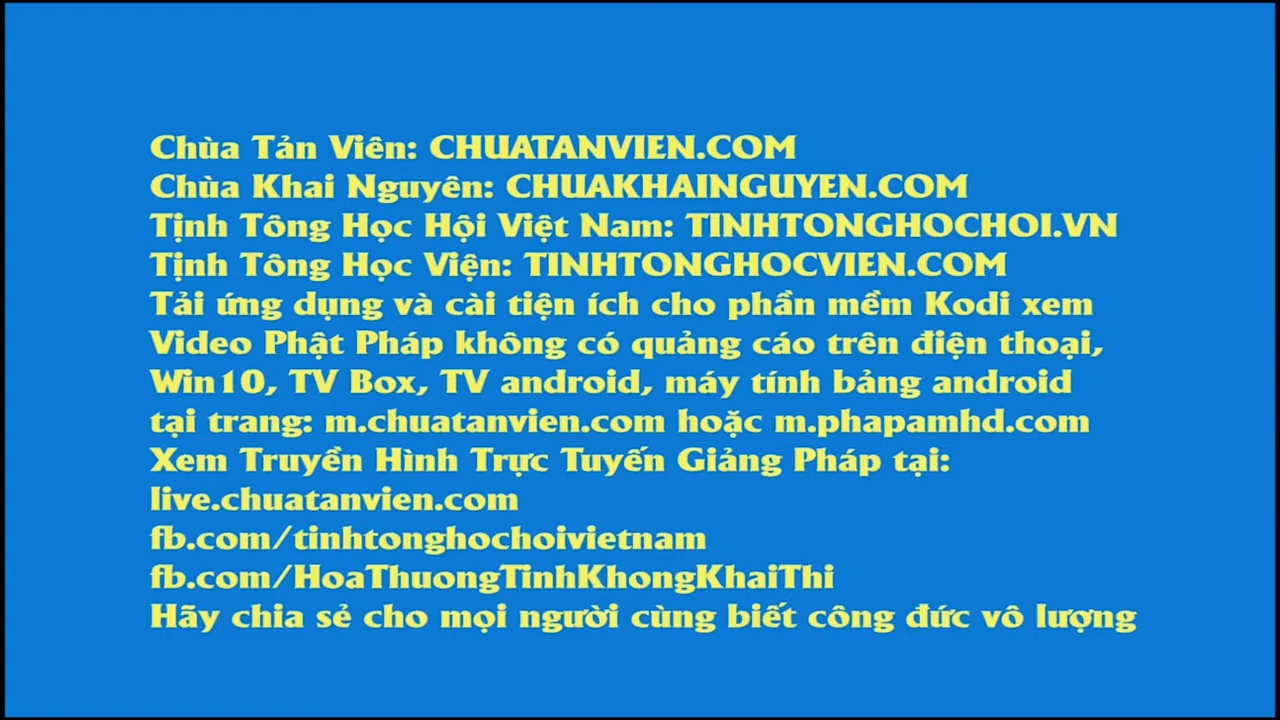 Chùa Tản Viên: CHUATANVIEN.COM
Chùa Khai Nguyên: CHUAKHAINGUYEN.COM
Tịnh Tông Học Hội Việt Nam: TINHTONGHOCHOI.VN
Tịnh Tông Học Viện: TINHTONGHOCVIEN.COM
Tải ứng dụng và cài tiện ích cho phần mềm Kodi xem
Video Phật Pháp không có quảng cáo trên điện thoại,
Win10, TV Box, TV android, máy tính bảng android
tại trang: m.chuatanvien.com hoặc m.phapamhd.com
Xem Truyền Hình Trực Tuyến Giảng Pháp tại:
live.chuatanvien.com
fb.com/tinhtonghochoivietnam
fb.com/HoaThuongTinhKhongKhaiThi
Hãy chia sẻ cho mọi người cùng biết công đức vô lượng